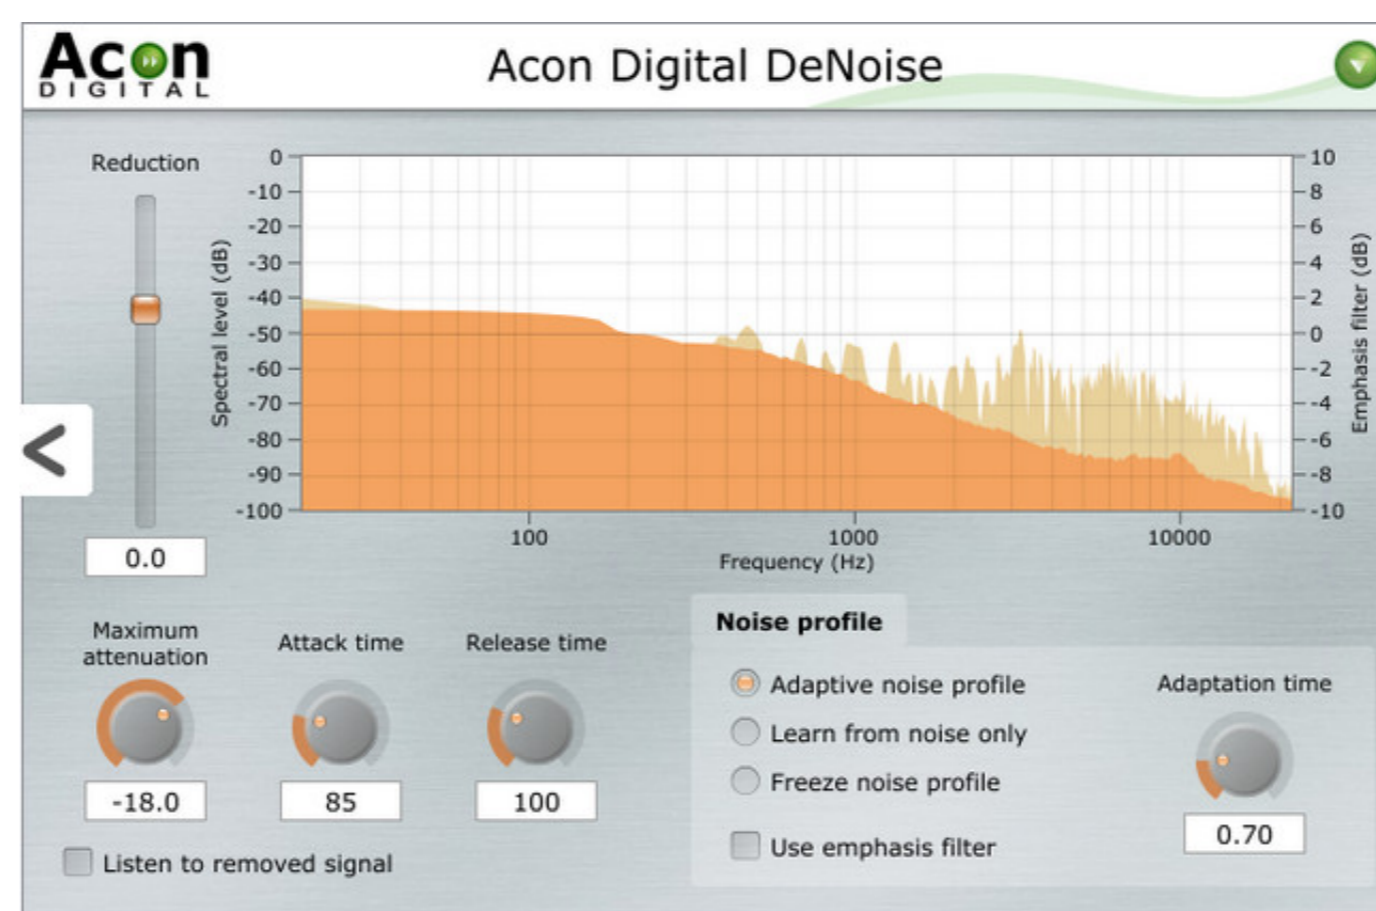 Acon
DIGITAL
Acon Digital DeNoise
Reduction
0.0
Spectral level (dB)
0
-10
-20
-30
-40
-50
-60
-70
-80
-90
-100
10
8
6
4
2
0
-2
-4
-6
-8
-10
Emphasis filter (dB)
100
1000
10000
Frequency (Hz)
<
Maximum
attenuation
-18.0
Attack time
85
Release time
100
Listen to removed signal
Noise profile
Adaptive noise profile
Learn from noise only
Freeze noise profile
Use emphasis filter
Adaptation time
0.70